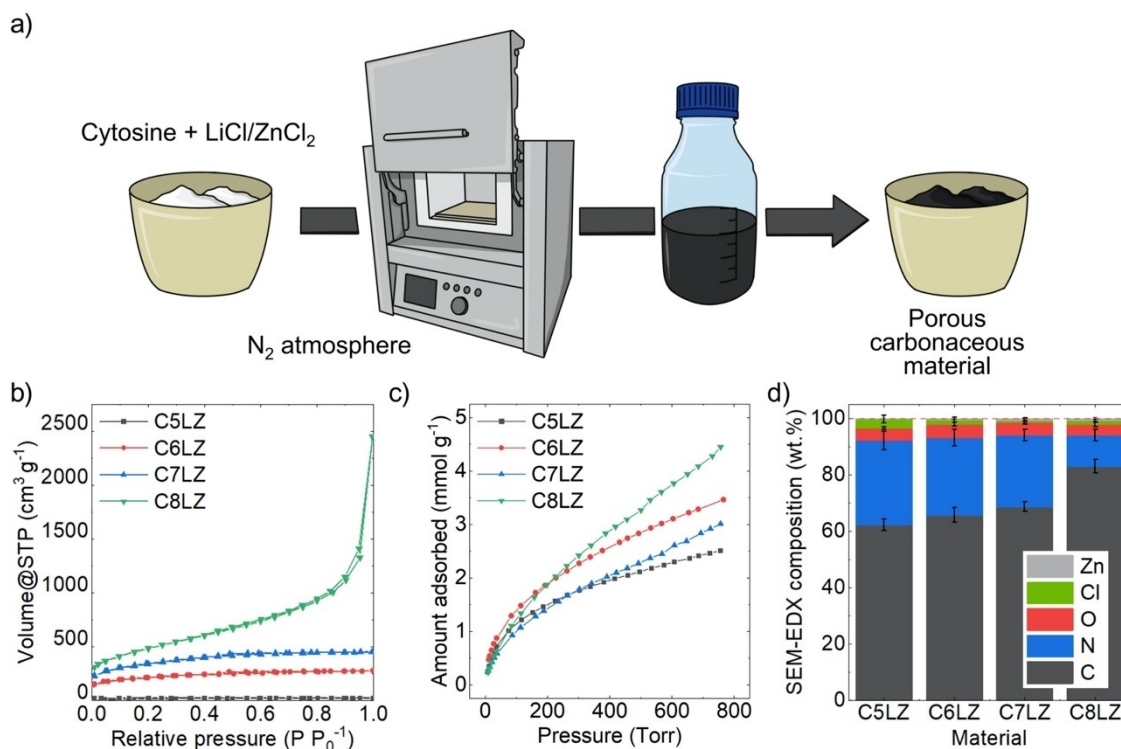 a)
Cytosine + LiCl/ZnCl₂
N₂ atmosphere
Porous
carbonaceous
material
b)
Volume@STP (cm³ g⁻¹)
2500
2000
1500
1000
500
0
C5LZ
C6LZ
C7LZ
C8LZ
0.0 0.2 0.4 0.6 0.8 1.0
Relative pressure (P P₀⁻¹)
c)
Amount adsorbed (mmol g⁻¹)
5
4
3
2
1
0
C5LZ
C6LZ
C7LZ
C8LZ
0 200 400 600 800
Pressure (Torr)
d)
SEM-EDX composition (wt.%)
100
80
60
40
20
0
Zn
Cl
O
N
C
C5LZ C6LZ C7LZ C8LZ
Material